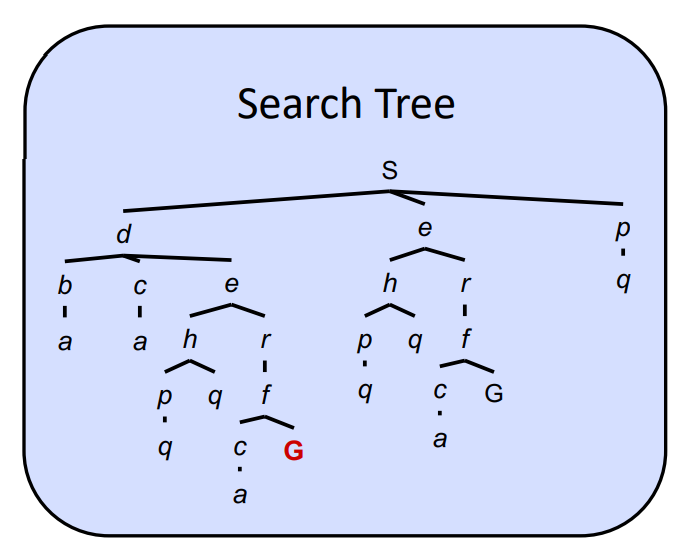 Search Tree
S
d e p
b c e h r q
a a h r p q f
p q f q c G
q c G a
a